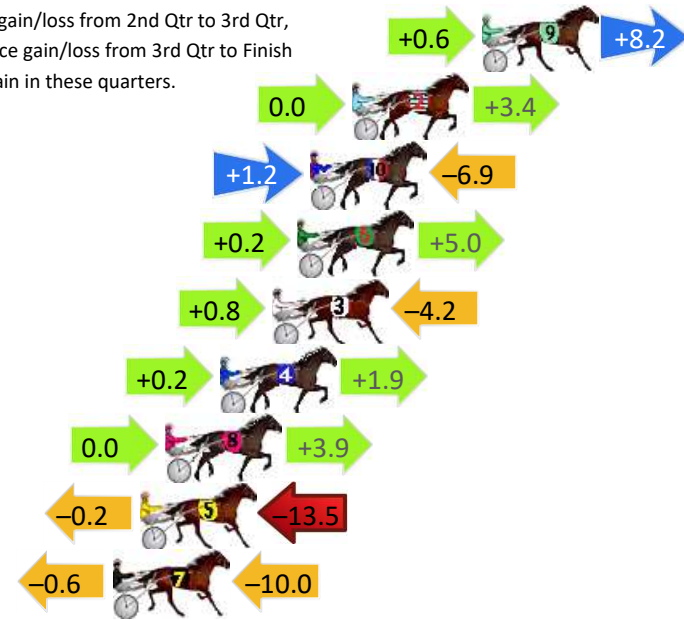 gain/loss from 2nd Qtr to 3rd Qtr,
ce gain/loss from 3rd Qtr to Finish
ain in these quarters.
+0.6 9 +8.2
0.0 +3.4
+1.2 10 –6.9
+0.2 6 +5.0
+0.8 3 –4.2
+0.2 4 +1.9
0.0 8 +3.9
–0.2 5 –13.5
–0.6 7 –10.0